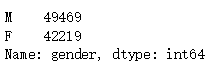 M    49469
F    42219
Name: gender, dtype: int64